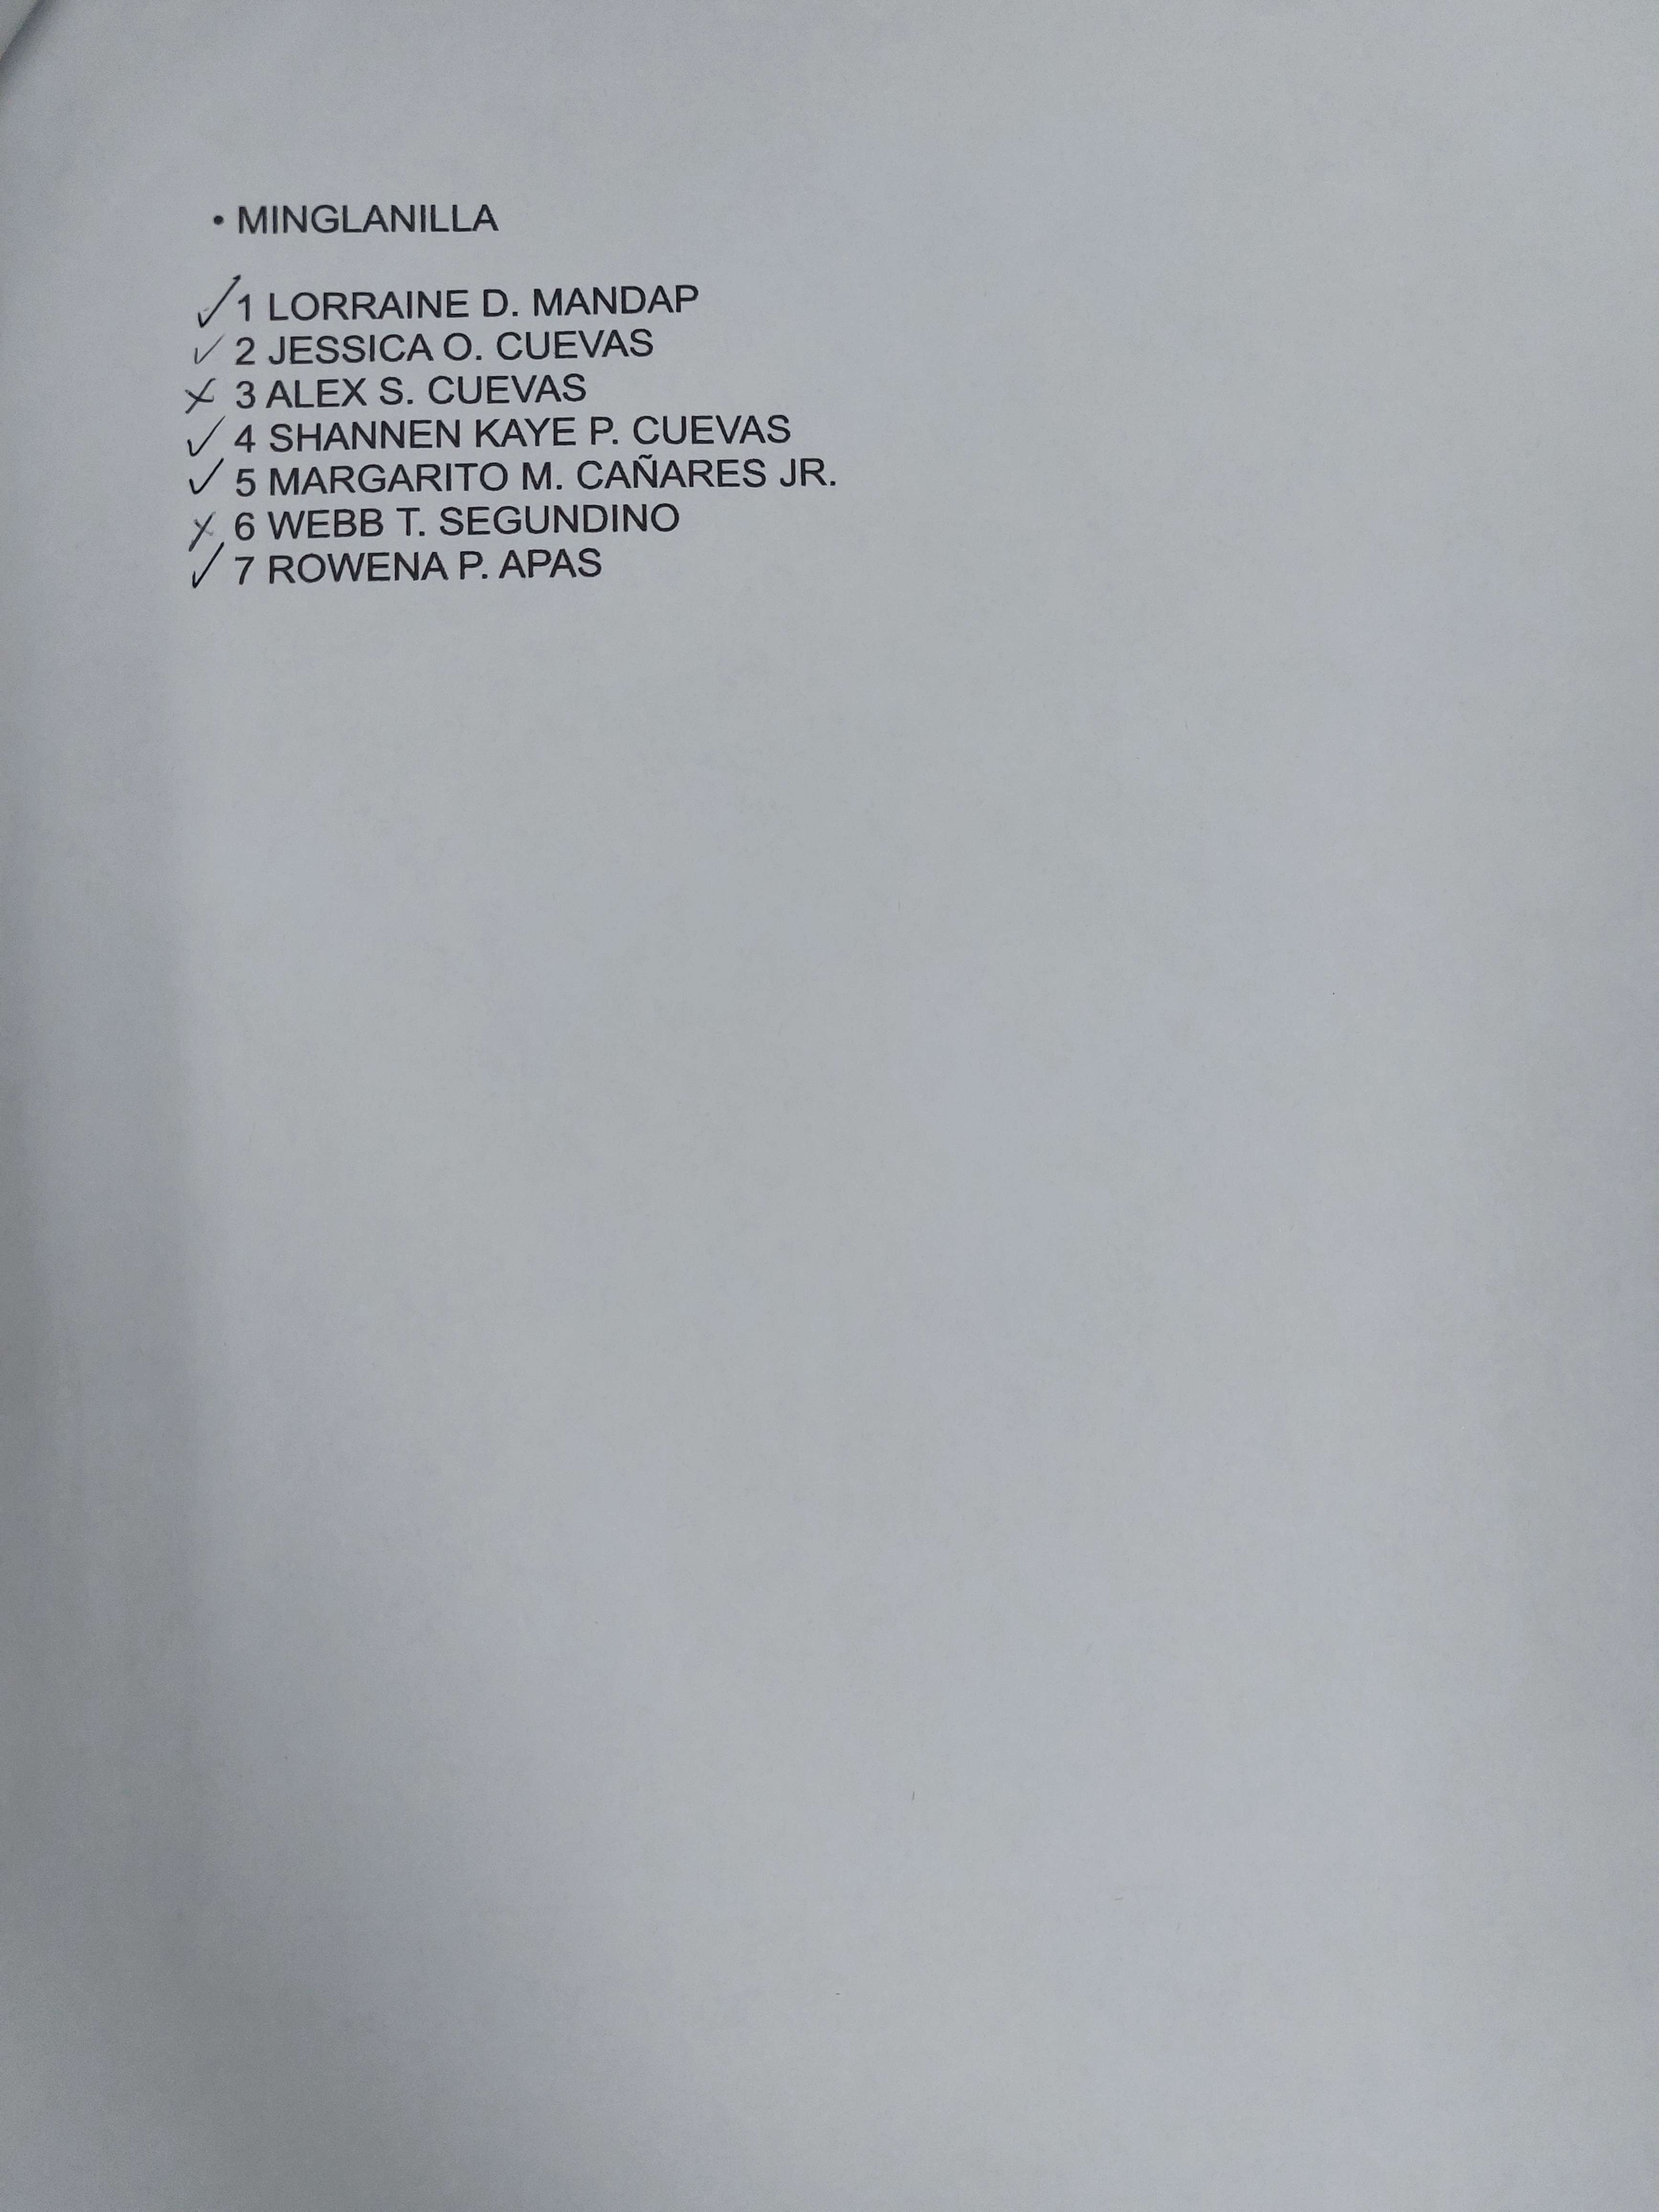 • MINGLANILLA
✓ 1 LORRAINE D. MANDAP
✓ 2 JESSICA O. CUEVAS
✗ 3 ALEX S. CUEVAS
✓ 4 SHANNEN KAYE P. CUEVAS
✓ 5 MARGARITO M. CAÑARES JR.
✗ 6 WEBB T. SEGUNDINO
✓ 7 ROWENA P. APAS